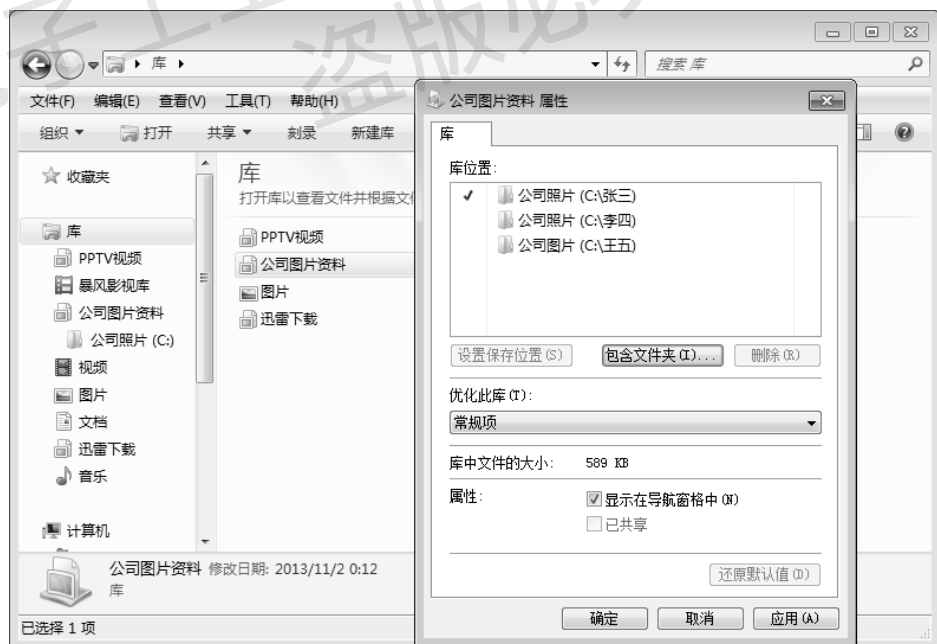 盗版必
库
搜索 库
文件(F) 编辑(E) 查看(V) 工具(T) 帮助(H)
组织 打开 共享 刻录 新建库
收藏夹
库
PPTV视频
暴风影视库
公司图片资料
公司照片 (C:)
视频
图片
文档
迅雷下载
音乐
计算机
库
打开库以查看文件并根据文
PPTV视频
公司图片资料
图片
迅雷下载
公司图片资料 属性
库
库位置:
公司照片 (C:\张三)
公司照片 (C:\李四)
公司图片 (C:\王五)
设置保存位置(S) 包含文件夹(I)... 删除(R)
优化此库(T):
常规项
库中文件的大小: 589 KB
属性: 显示在导航窗格中(N)
已共享
还原默认值(D)
确定 取消 应用(A)
公司图片资料 修改日期: 2013/11/2 0:12
库
已选择 1 项